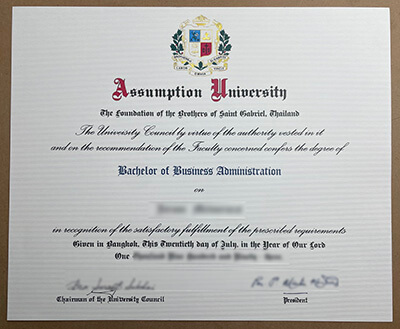 Assumption University
The Foundation of the Brothers of Saint Gabriel, Thailand
The University Council by virtue of the authority vested in it
and on the recommendation of the Faculty concerned confers the degree of
Bachelor of Business Administration
on
in recognition of the satisfactory fulfillment of the prescribed requirements
Given in Bangkok, This Twentieth day of July, in the Year of Our Lord
One
Chairman of the University Council
President